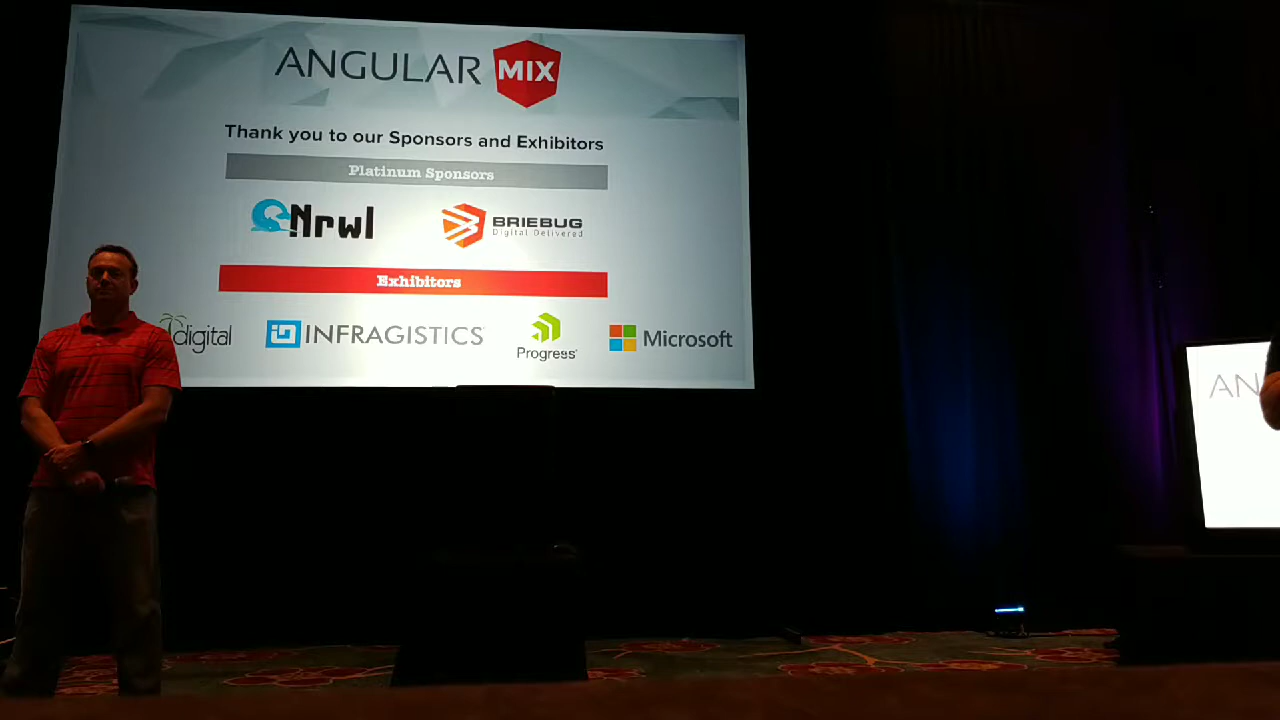 ANGULAR MIX
Thank you to our Sponsors and Exhibitors
Platinum Sponsors
Nrwl
BRIEBUG
Digital Delivered
Exhibitors
digital
INFRAGISTICS
Progress
Microsoft
AN